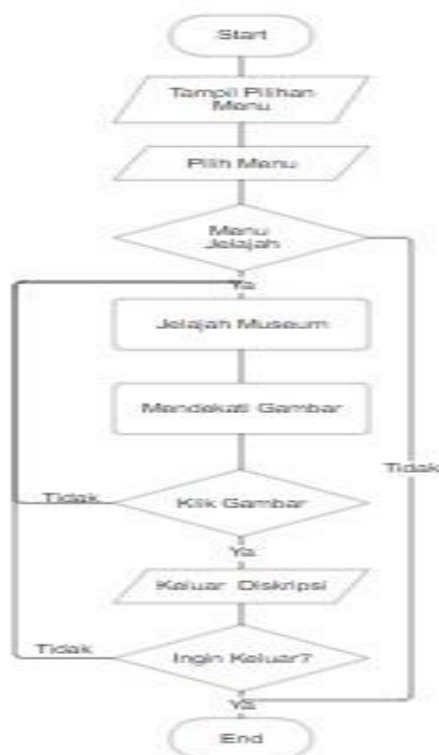 Start
Tampil Pilihan
Menu
Pilih Menu
Menu
Jelajah
Ya
Jelajah Museum
Mendekati Gambar
Tidak
Klik Gambar
Tidak
Ya
Keluar Diskripsi
Tidak
Ingin Keluar?
Ya
End